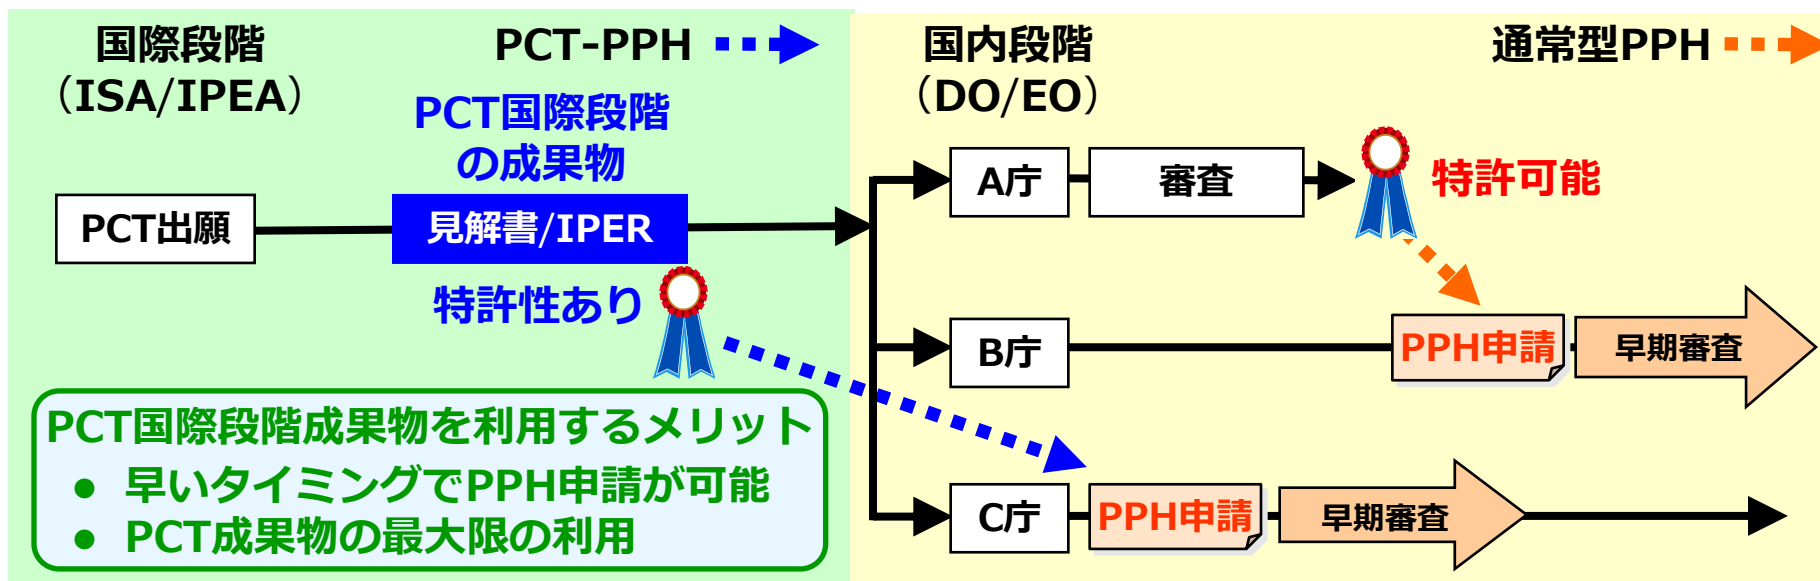 国際段階
（ISA/IPEA）
PCT-PPH
PCT国際段階
の成果物
PCT出願
見解書/IPER
特許性あり
PCT国際段階成果物を利用するメリット
● 早いタイミングでPPH申請が可能
● PCT成果物の最大限の利用
国内段階
（DO/EO）
通常型PPH
A庁
審査
特許可能
B庁
PPH申請
早期審査
C庁
PPH申請
早期審査